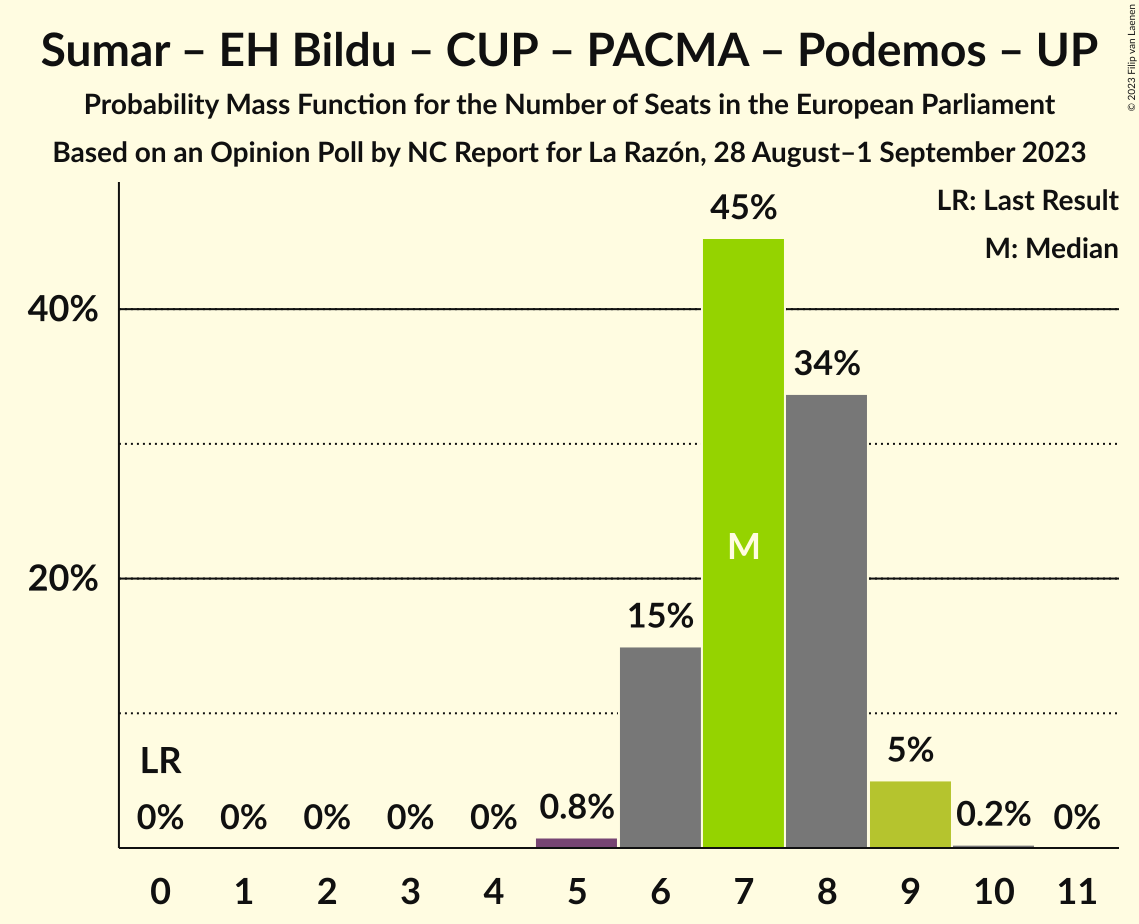 Sumar – EH Bildu – CUP – PACMA – Podemos – UP
Probability Mass Function for the Number of Seats in the European Parliament
Based on an Opinion Poll by NC Report for La Razón, 28 August–1 September 2023
© 2023 Filip van Laenen
LR: Last Result
M: Median
45%
40%
34%
M
20%
15%
LR
5%
0% 0% 0% 0% 0% 0.8% 0.2% 0%
0 1 2 3 4 5 6 7 8 9 10 11